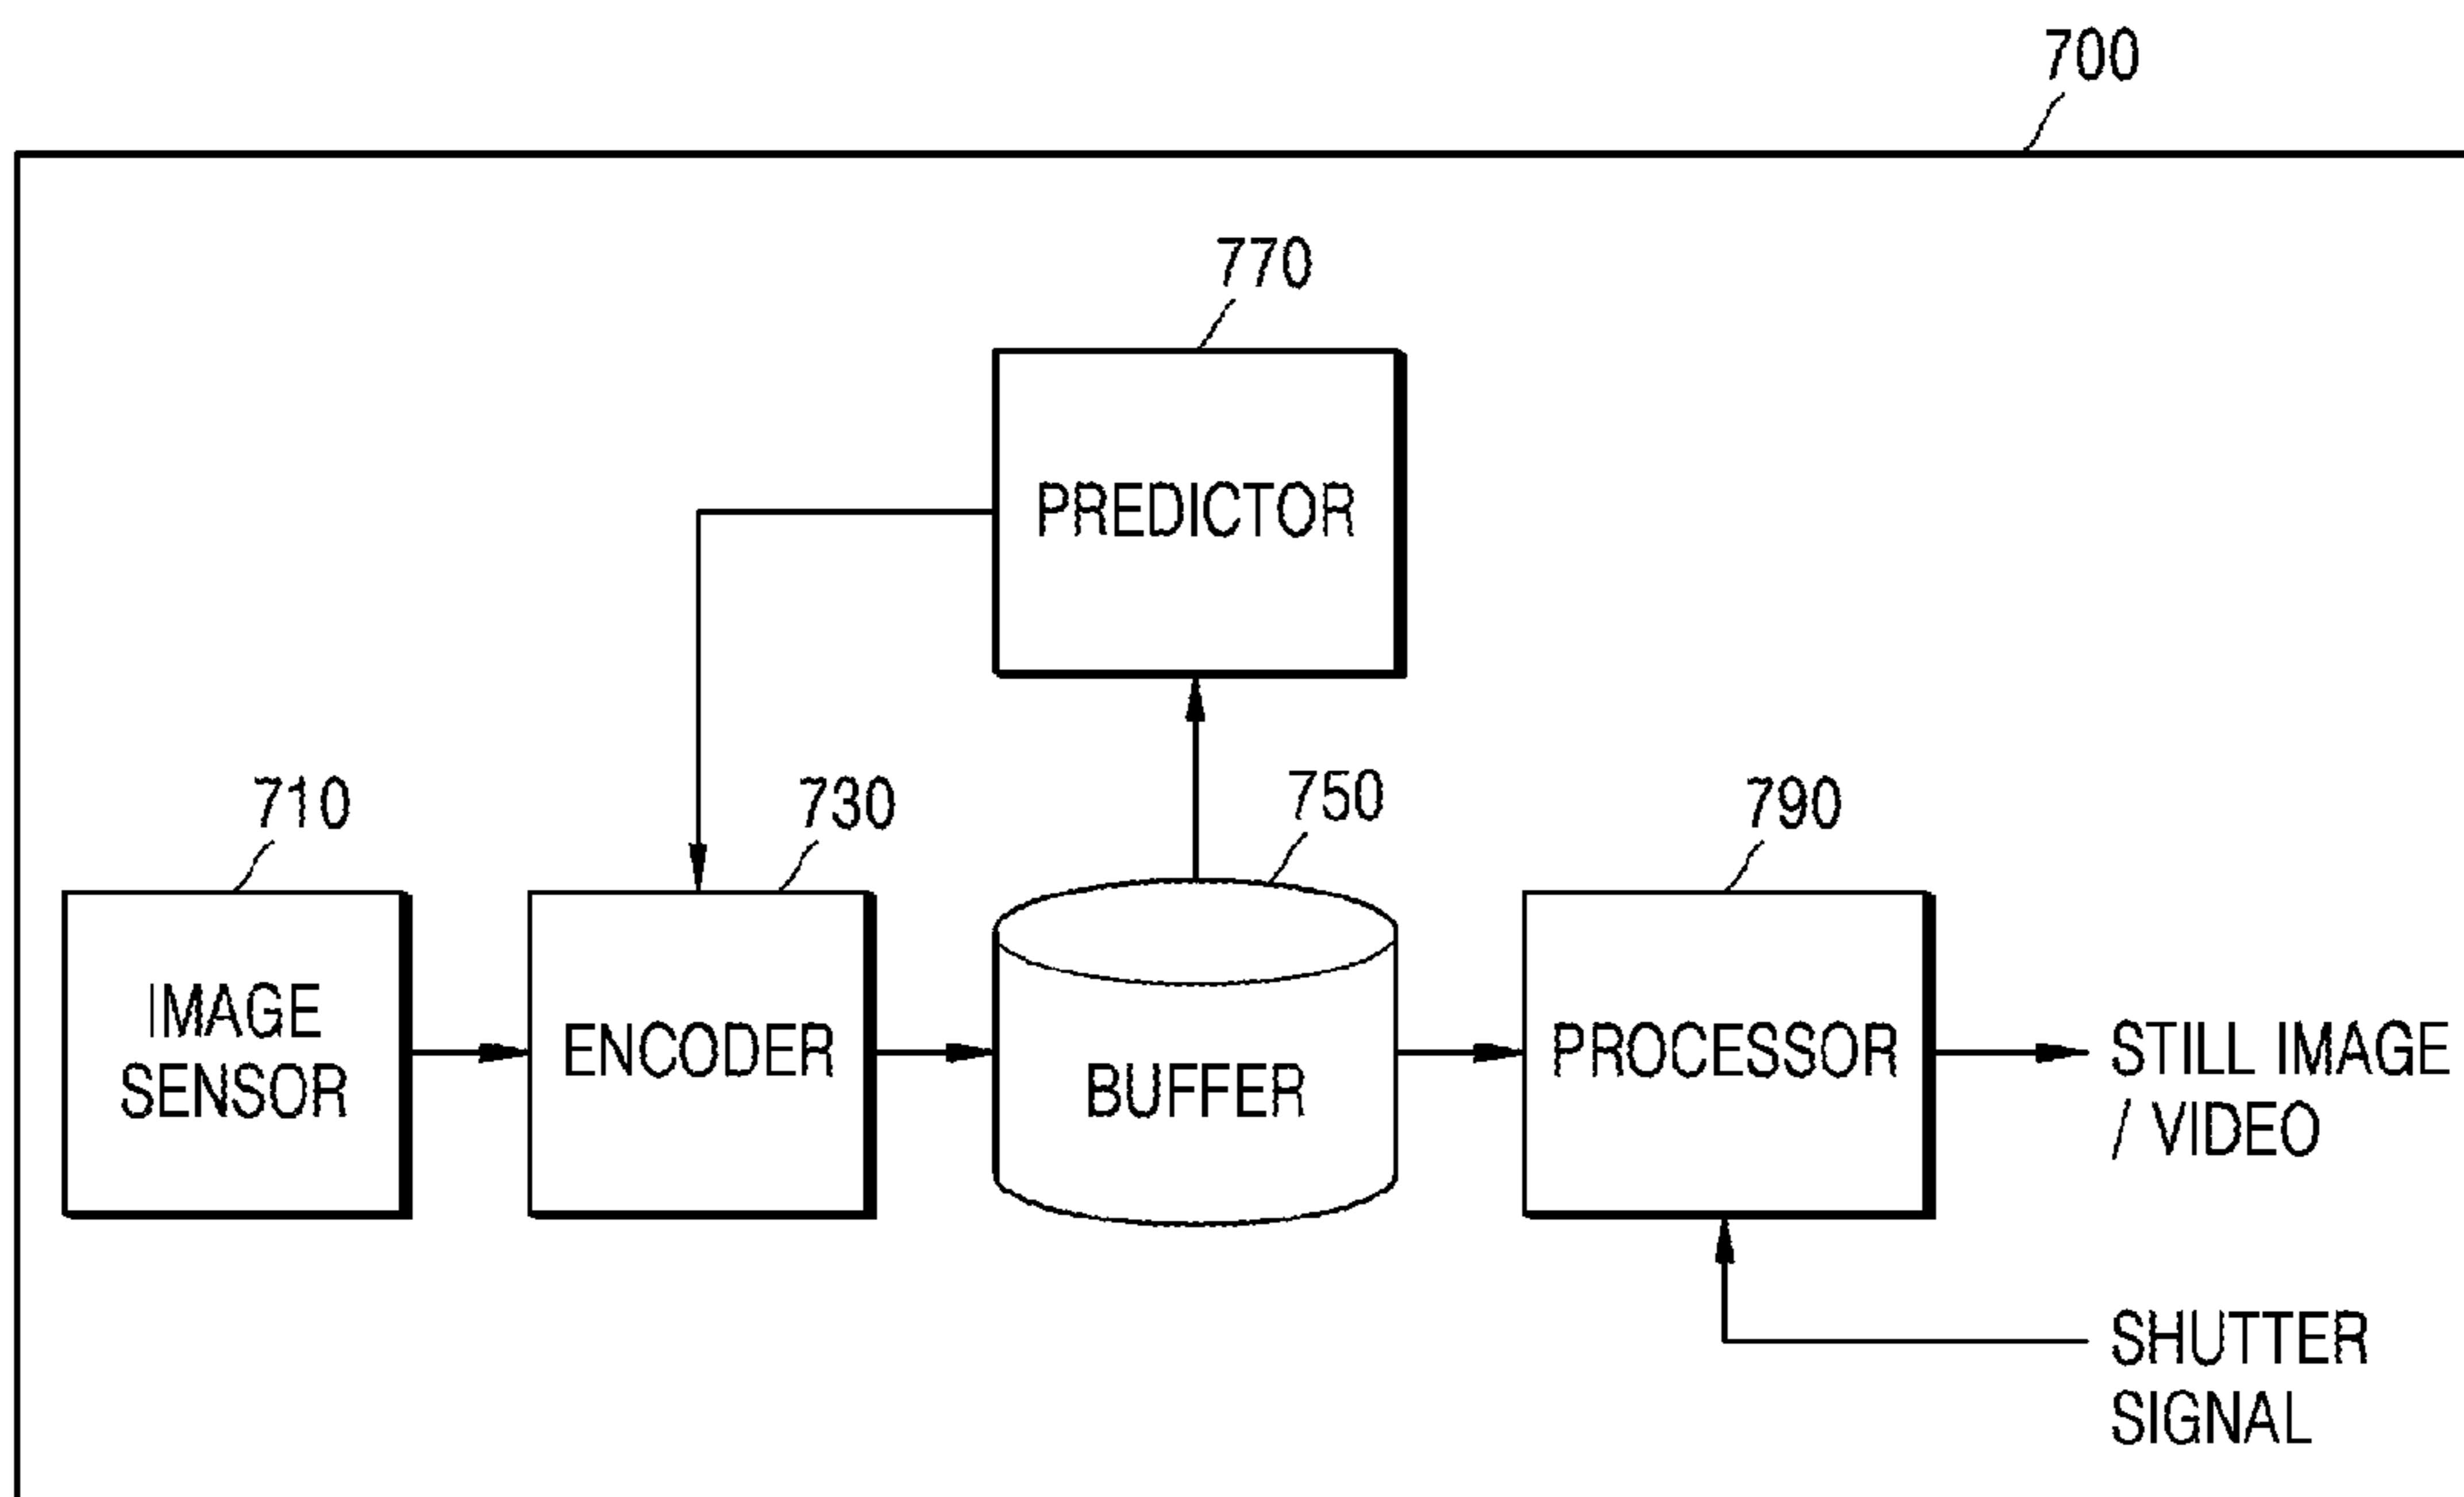 700
770
PREDICTOR
710
730
750
790
IMAGE
SENSOR
ENCODER
BUFFER
PROCESSOR
STILL IMAGE
/ VIDEO
SHUTTER
SIGNAL